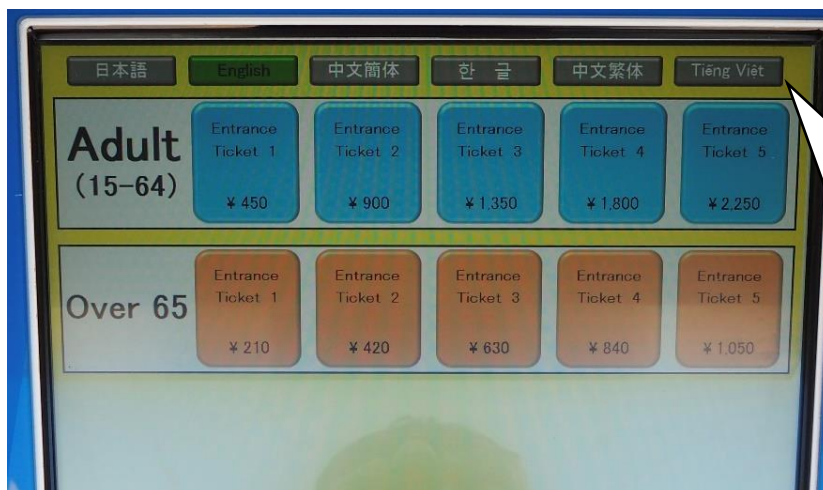 日本語 English 中文簡体 한글 中文繁体 Tiếng Việt
Adult
(15-64)
Entrance
Ticket 1
¥ 450
Entrance
Ticket 2
¥ 900
Entrance
Ticket 3
¥ 1,350
Entrance
Ticket 4
¥ 1,800
Entrance
Ticket 5
¥ 2,250
Over 65
Entrance
Ticket 1
¥ 210
Entrance
Ticket 2
¥ 420
Entrance
Ticket 3
¥ 630
Entrance
Ticket 4
¥ 840
Entrance
Ticket 5
¥ 1,050